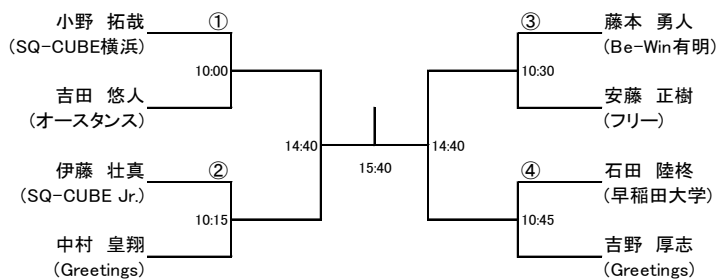 小野 拓哉
(SQ-CUBE横浜)
①
10:00
吉田 悠人
(オースタンス)
14:40
伊藤 壮真
(SQ-CUBE Jr.)
②
10:15
中村 皇翔
(Greetings)
15:40
③
藤本 勇人
(Be-Win有明)
10:30
安藤 正樹
(フリー)
14:40
④
石田 陸柊
(早稲田大学)
10:45
吉野 厚志
(Greetings)